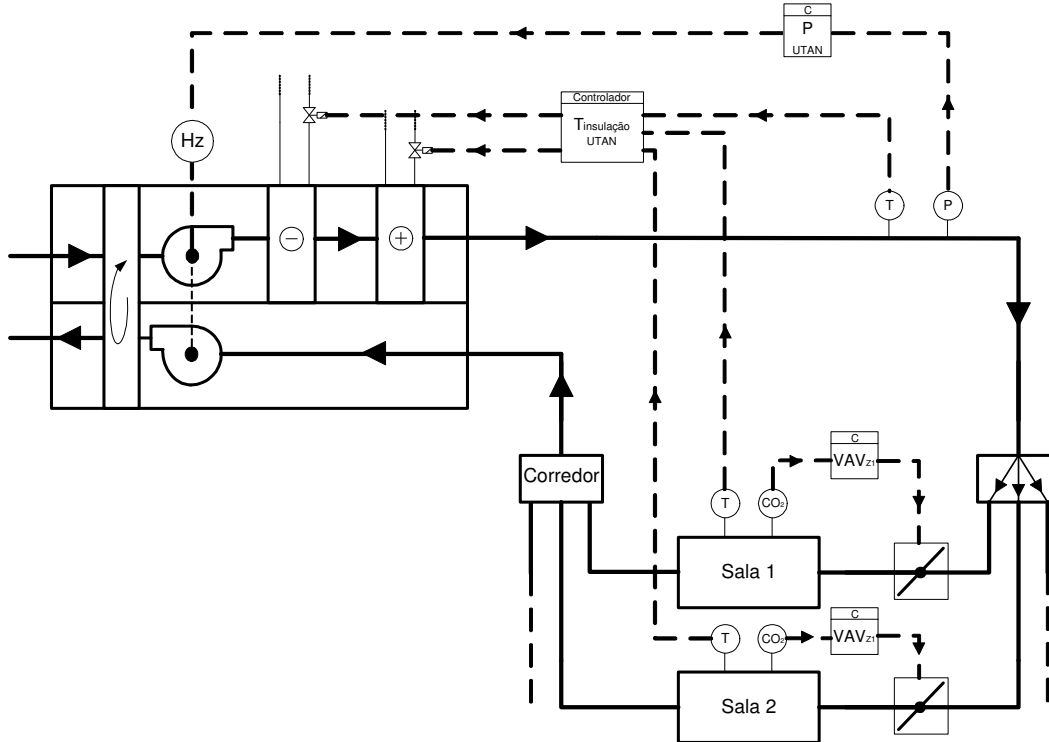 C
P
UTAN
Controlador
Tinsulação
UTAN
Hz
T
P
−
+
C
VAVZ1
Corredor
T
CO2
Sala 1
C
VAVZ1
T
CO2
Sala 2